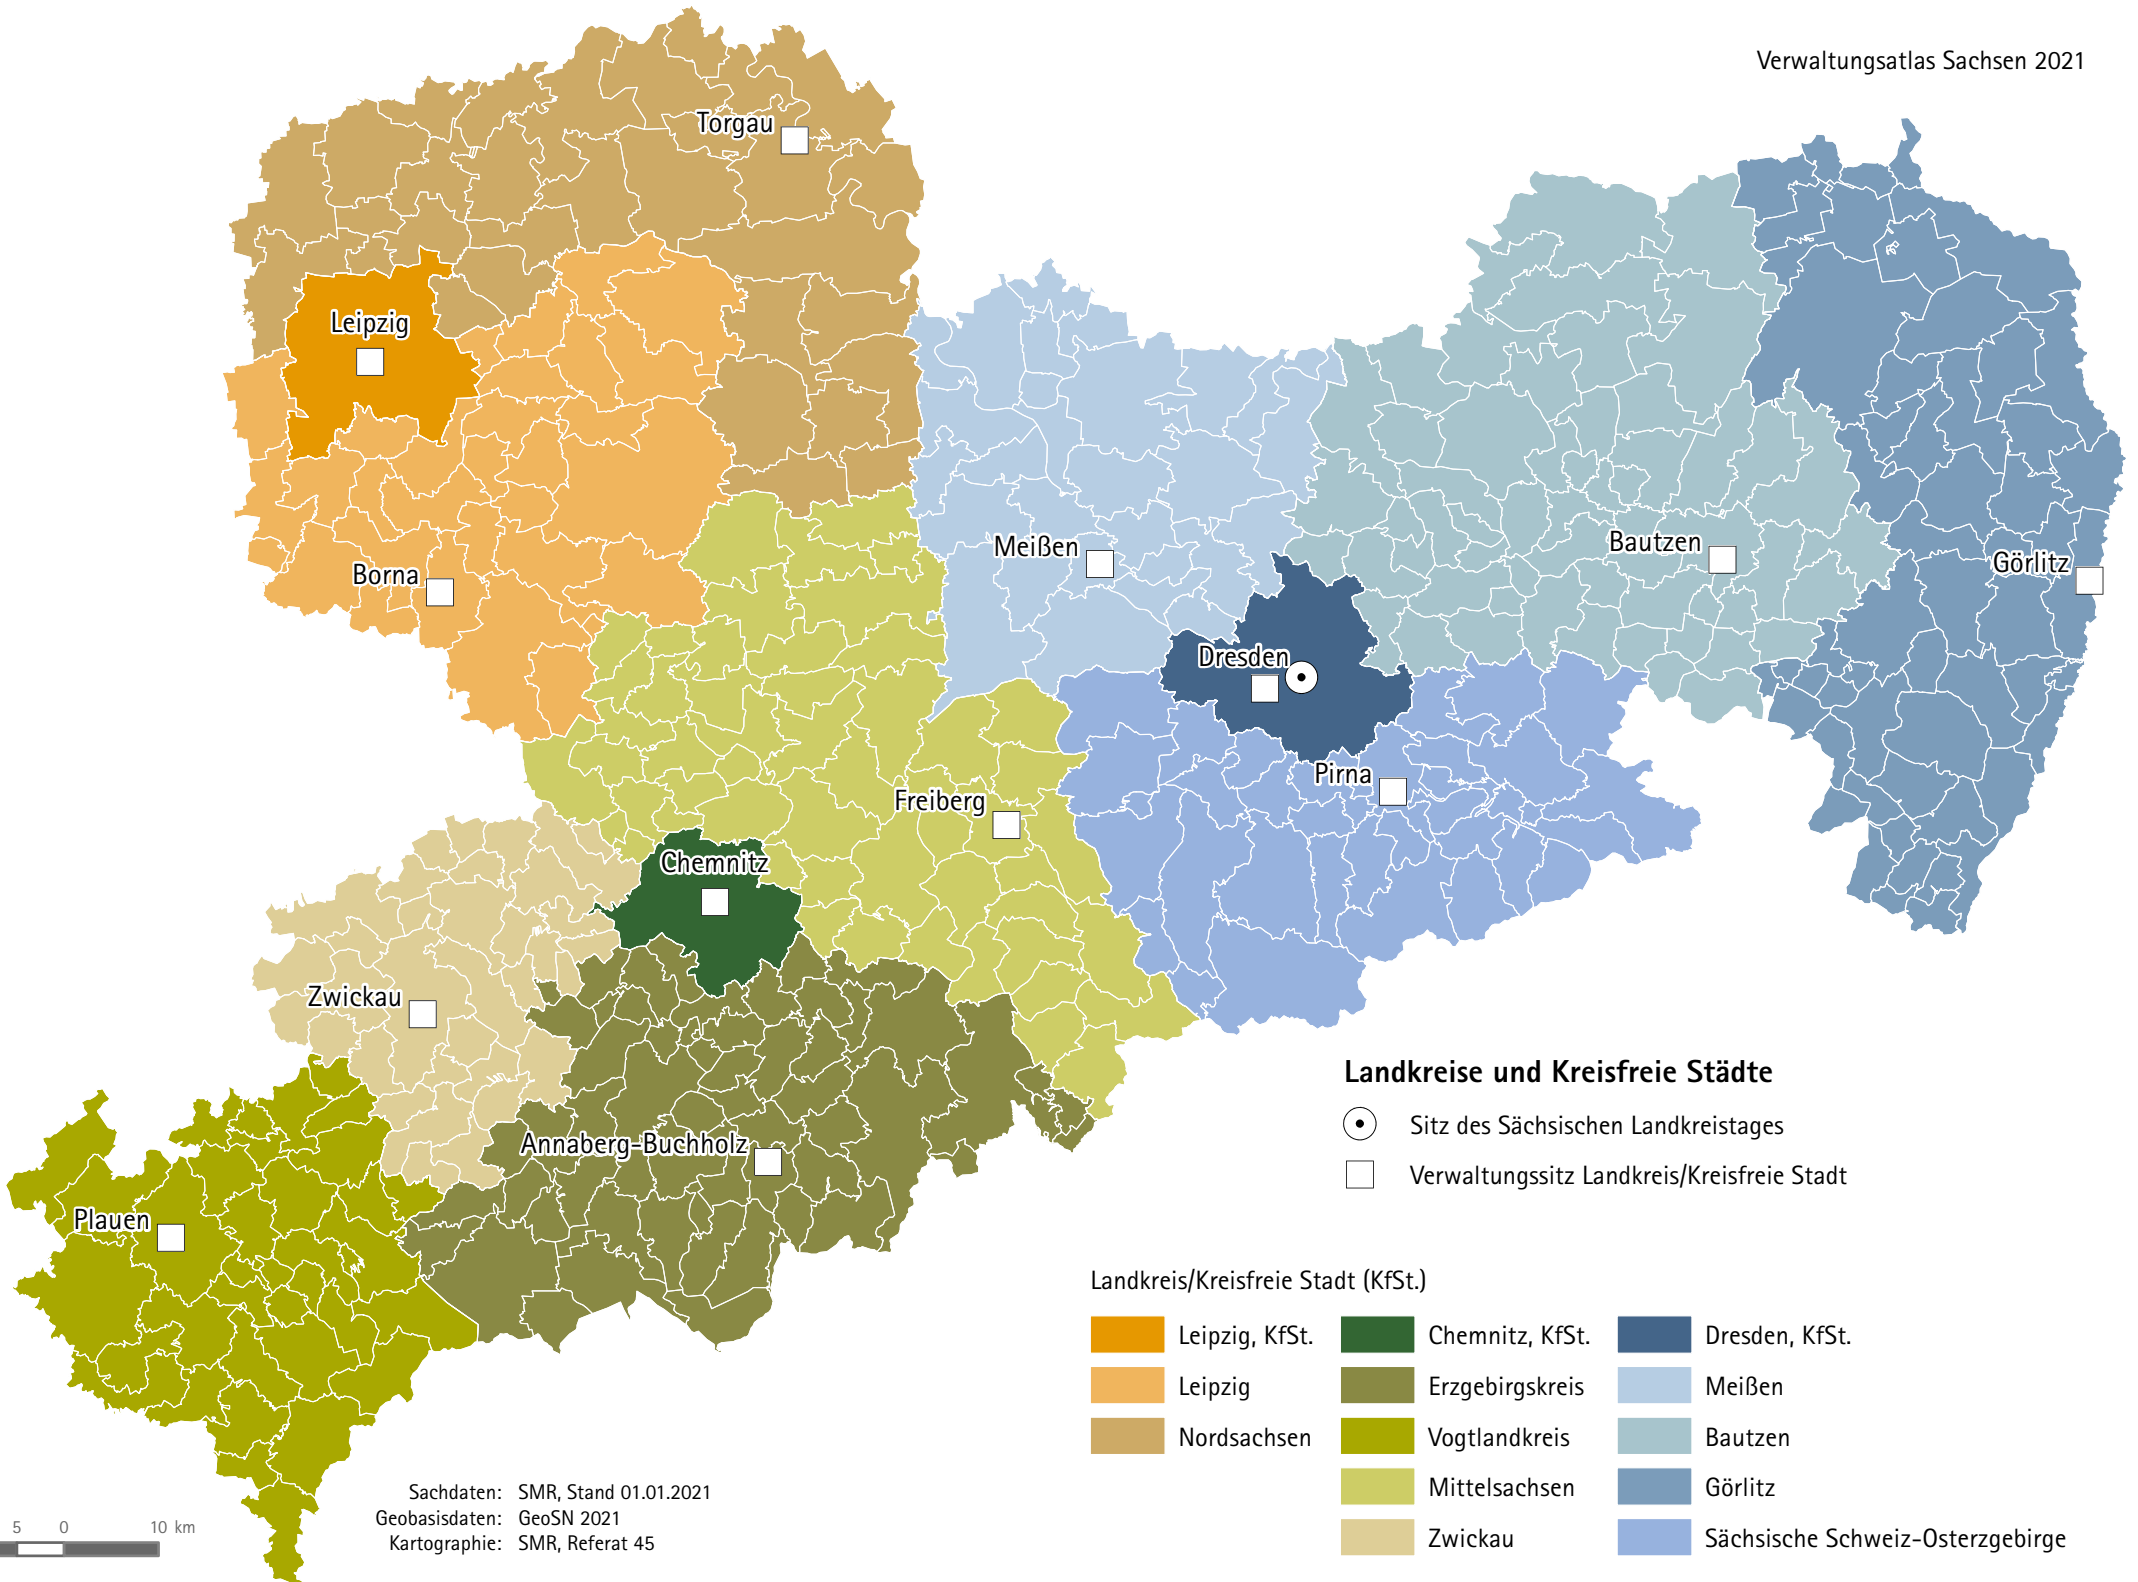 Verwaltungsatlas Sachsen 2021
Torgau
Leipzig
Borna
Meißen
Bautzen
Görlitz
Dresden
Pirna
Freiberg
Chemnitz
Zwickau
Annaberg-Buchholz
Plauen
Landkreise und Kreisfreie Städte
Sitz des Sächsischen Landkreistages
Verwaltungssitz Landkreis/Kreisfreie Stadt
Landkreis/Kreisfreie Stadt (KfSt.)
Leipzig, KfSt.
Leipzig
Nordsachsen
Chemnitz, KfSt.
Erzgebirgskreis
Vogtlandkreis
Mittelsachsen
Zwickau
Dresden, KfSt.
Meißen
Bautzen
Görlitz
Sächsische Schweiz-Osterzgebirge
Sachdaten: SMR, Stand 01.01.2021
Geobasisdaten: GeoSN 2021
Kartographie: SMR, Referat 45
5 0 10 km